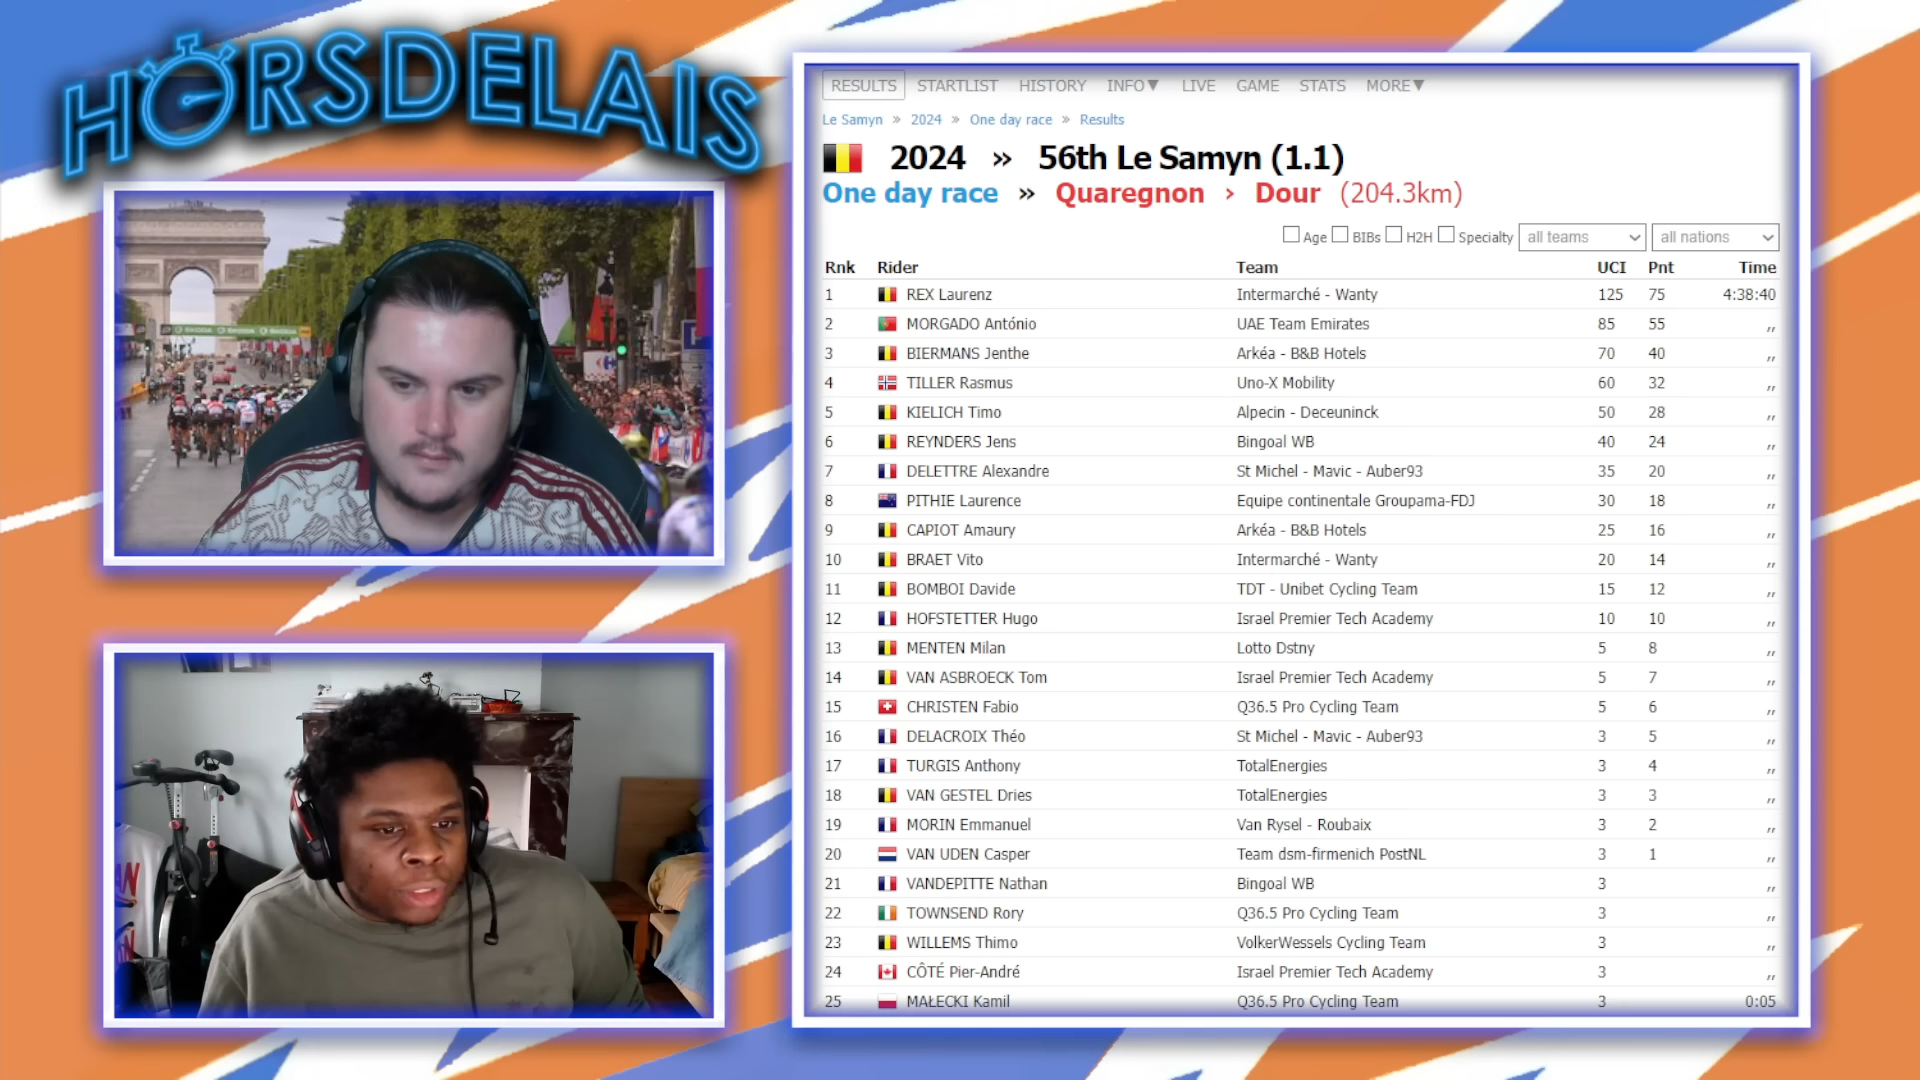 HORSDELAIS
RESULTS STARTLIST HISTORY INFO▼ LIVE GAME STATS MORE▼
Le Samyn » 2024 » One day race » Results
2024 » 56th Le Samyn (1.1)
One day race » Quaregnon › Dour (204.3km)
Age BIBs H2H Specialty all teams all nations
Rnk Rider Team UCI Pnt Time
1 REX Laurenz Intermarché - Wanty 125 75 4:38:40
2 MORGADO António UAE Team Emirates 85 55 ,,
3 BIERMANS Jenthe Arkéa - B&B Hotels 70 40 ,,
4 TILLER Rasmus Uno-X Mobility 60 32 ,,
5 KIELICH Timo Alpecin - Deceuninck 50 28 ,,
6 REYNDERS Jens Bingoal WB 40 24 ,,
7 DELETTRE Alexandre St Michel - Mavic - Auber93 35 20 ,,
8 PITHIE Laurence Equipe continentale Groupama-FDJ 30 18 ,,
9 CAPIOT Amaury Arkéa - B&B Hotels 25 16 ,,
10 BRAET Vito Intermarché - Wanty 20 14 ,,
11 BOMBOI Davide TDT - Unibet Cycling Team 15 12 ,,
12 HOFSTETTER Hugo Israel Premier Tech Academy 10 10 ,,
13 MENTEN Milan Lotto Dstny 5 8 ,,
14 VAN ASBROECK Tom Israel Premier Tech Academy 5 7 ,,
15 CHRISTEN Fabio Q36.5 Pro Cycling Team 5 6 ,,
16 DELACROIX Théo St Michel - Mavic - Auber93 3 5 ,,
17 TURGIS Anthony TotalEnergies 3 4 ,,
18 VAN GESTEL Dries TotalEnergies 3 3 ,,
19 MORIN Emmanuel Van Rysel - Roubaix 3 2 ,,
20 VAN UDEN Casper Team dsm-firmenich PostNL 3 1 ,,
21 VANDEPITTE Nathan Bingoal WB 3 ,,
22 TOWNSEND Rory Q36.5 Pro Cycling Team 3 ,,
23 WILLEMS Thimo VolkerWessels Cycling Team 3 ,,
24 CÔTÉ Pier-André Israel Premier Tech Academy 3 ,,
25 MAŁECKI Kamil Q36.5 Pro Cycling Team 3 0:05